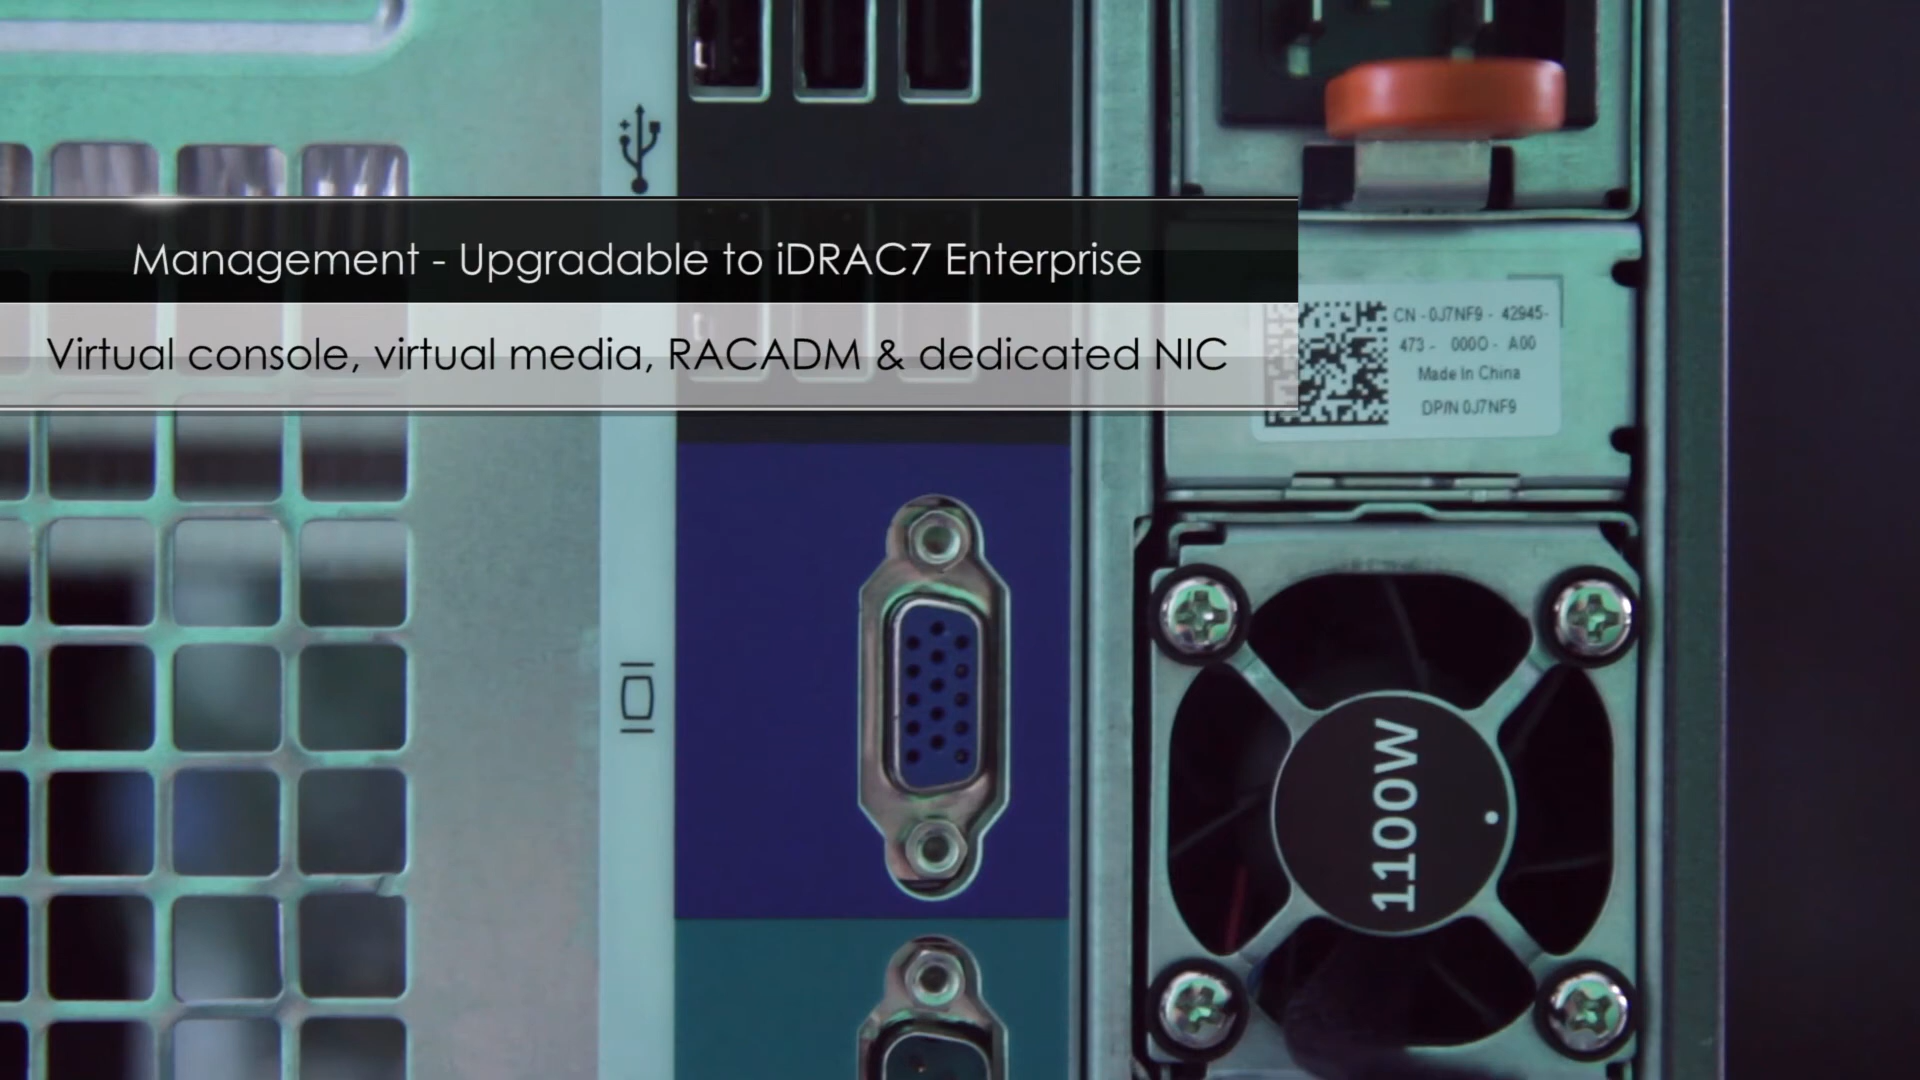 Management - Upgradable to iDRAC7 Enterprise
Virtual console, virtual media, RACADM & dedicated NIC
CN - 0J7NF9 - 42945-
473 - 000O - A00
Made In China
DP/N 0J7NF9
1100W